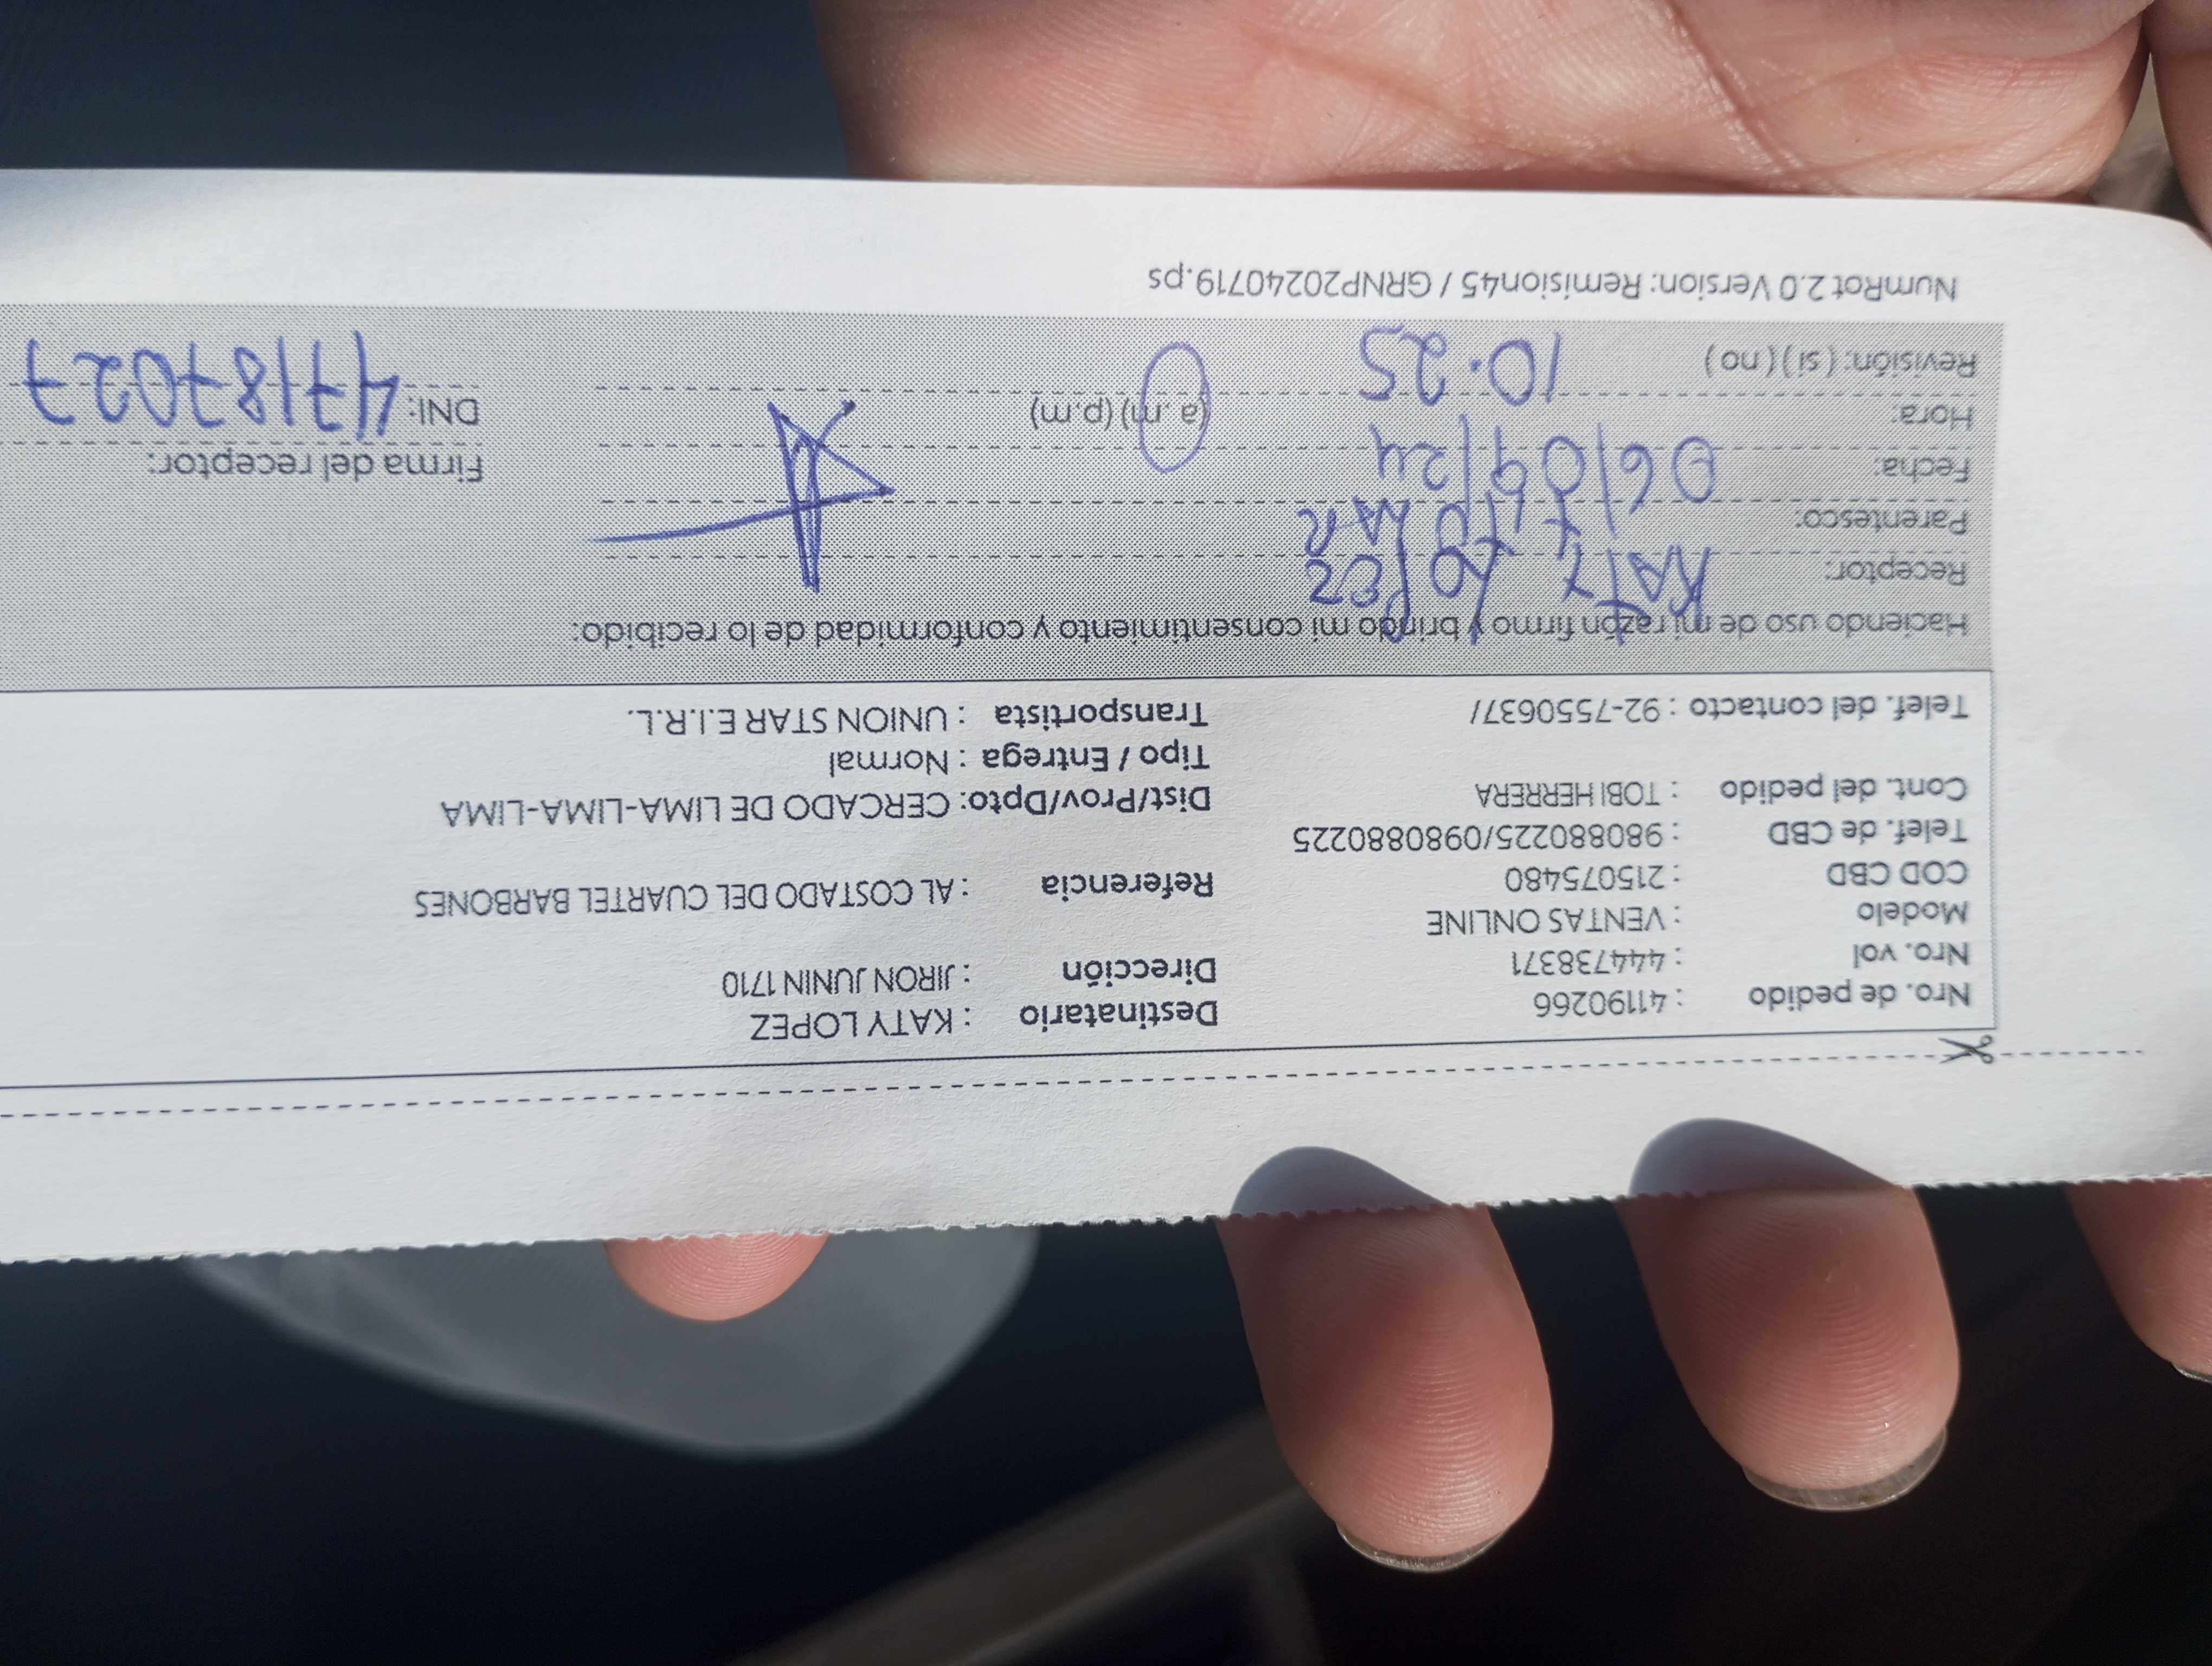 Nro. de pedido : 41190266
Nro. vol : 444738371
Modelo : VENTAS ONLINE
COD CBD : 215075480
Telef. de CBD : 980880225/0980880225
Cont. del pedido : TOBI HERRERA
Telef. del contacto : 92-7550637/
Destinatario : KATY LOPEZ
Dirección : JIRON JUNIN 1710
Referencia : AL COSTADO DEL CUARTEL BARBONES
Dist/Prov/Dpto: CERCADO DE LIMA-LIMA-LIMA
Tipo / Entrega : Normal
Transportista : UNION STAR E.I.R.L.
Haciendo uso de mi razón firmo y brindo mi consentimiento y conformidad de lo recibido:
Receptor: KATY LOPEZ
Parentesco: TITULAR
Fecha: 06/09/24
Hora: 10.25 (a.m) (p.m)
Revisión: (si) (no)
Firma del receptor:
DNI: 47187027
NumRot 2.0 Version: Remision45 / GRNP20240719.ps